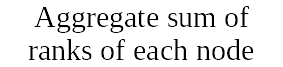 Aggregate sum of
ranks of each node